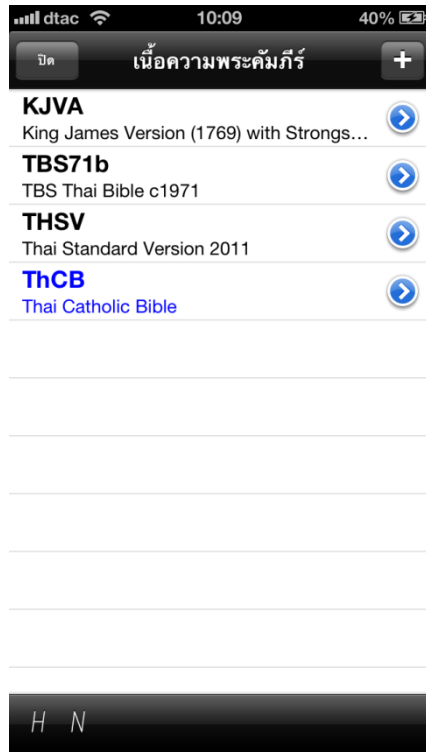 dtac 10:09 40%
ปิด เนื้อความพระคัมภีร์ +
KJVA
King James Version (1769) with Strongs...
TBS71b
TBS Thai Bible c1971
THSV
Thai Standard Version 2011
ThCB
Thai Catholic Bible
H N